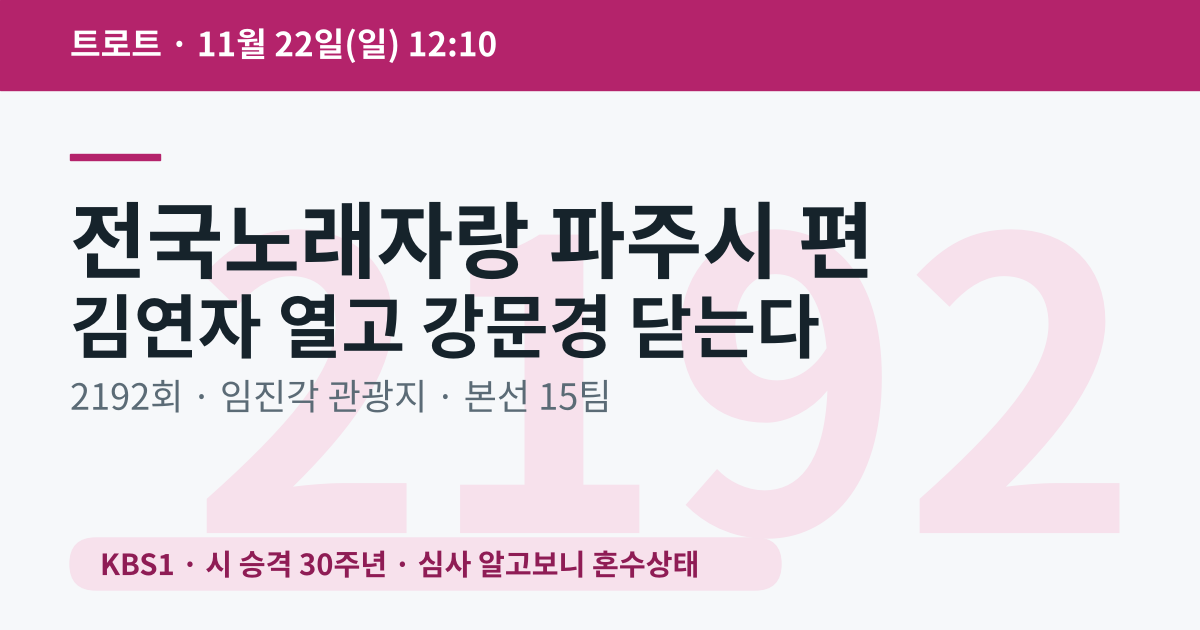 트로트 · 11월 22일(일) 12:10
전국노래자랑 파주시 편
김연자 열고 강문경 닫는다
2192회 · 임진각 관광지 · 본선 15팀
2192
KBS1 · 시 승격 30주년 · 심사 알고보니 혼수상태